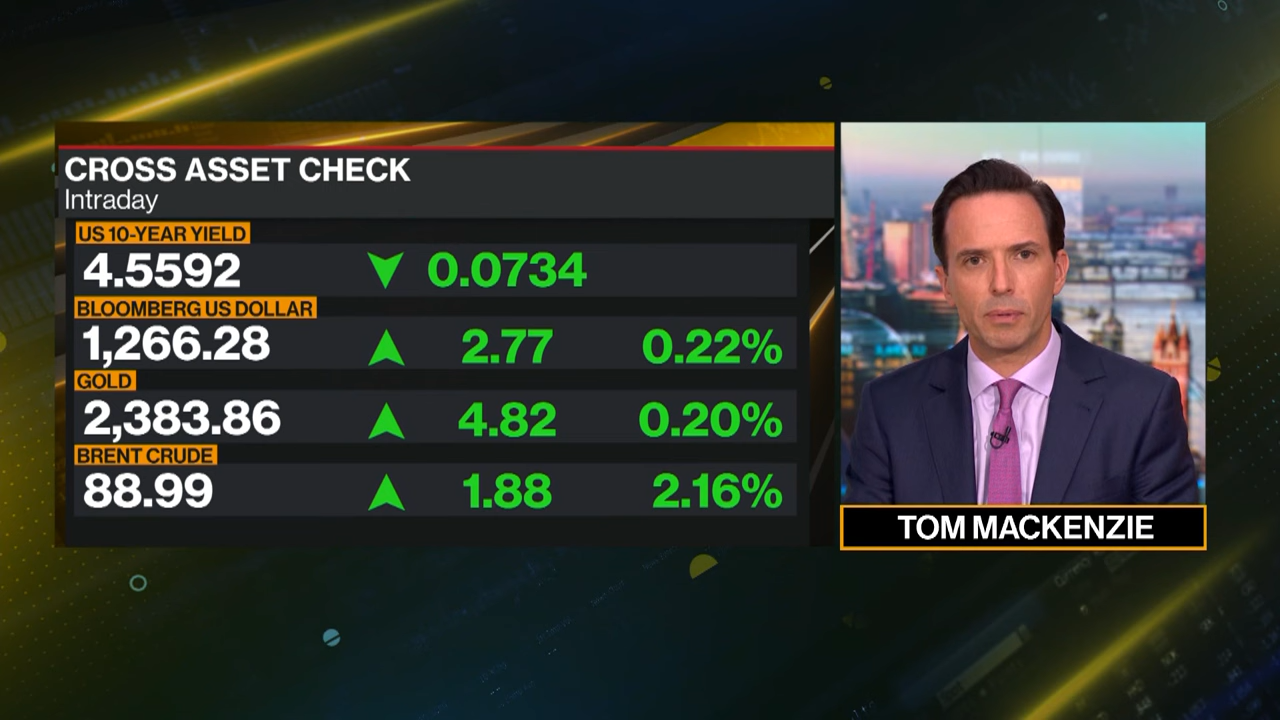 CROSS ASSET CHECK
Intraday
US 10-YEAR YIELD
4.5592 ▼ 0.0734
BLOOMBERG US DOLLAR
1,266.28 ▲ 2.77 0.22%
GOLD
2,383.86 ▲ 4.82 0.20%
BRENT CRUDE
88.99 ▲ 1.88 2.16%
TOM MACKENZIE